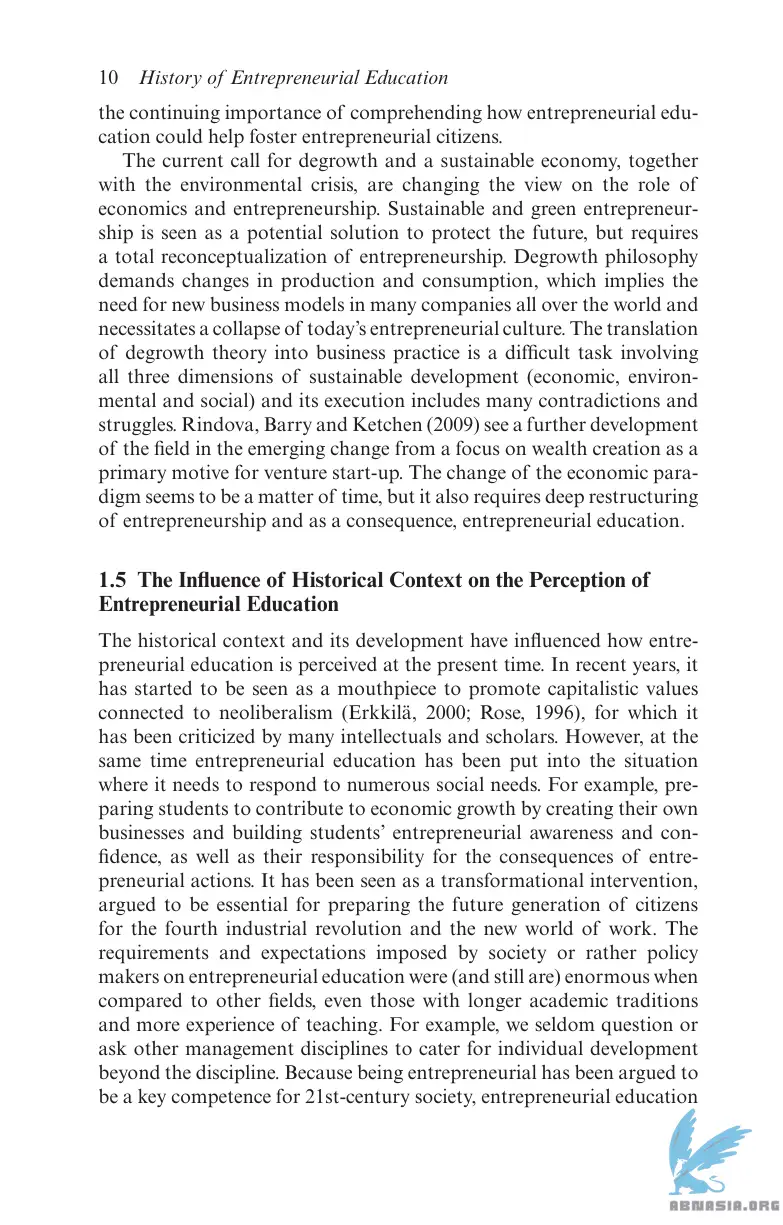 10 History of Entrepreneurial Education
the continuing importance of comprehending how entrepreneurial edu-
cation could help foster entrepreneurial citizens.
The current call for degrowth and a sustainable economy, together
with the environmental crisis, are changing the view on the role of
economics and entrepreneurship. Sustainable and green entrepreneur-
ship is seen as a potential solution to protect the future, but requires
a total reconceptualization of entrepreneurship. Degrowth philosophy
demands changes in production and consumption, which implies the
need for new business models in many companies all over the world and
necessitates a collapse of today’s entrepreneurial culture. The translation
of degrowth theory into business practice is a difficult task involving
all three dimensions of sustainable development (economic, environ-
mental and social) and its execution includes many contradictions and
struggles. Rindova, Barry and Ketchen (2009) see a further development
of the field in the emerging change from a focus on wealth creation as a
primary motive for venture start-up. The change of the economic para-
digm seems to be a matter of time, but it also requires deep restructuring
of entrepreneurship and as a consequence, entrepreneurial education.
1.5 The Influence of Historical Context on the Perception of
Entrepreneurial Education
The historical context and its development have influenced how entre-
preneurial education is perceived at the present time. In recent years, it
has started to be seen as a mouthpiece to promote capitalistic values
connected to neoliberalism (Erkkilä, 2000; Rose, 1996), for which it
has been criticized by many intellectuals and scholars. However, at the
same time entrepreneurial education has been put into the situation
where it needs to respond to numerous social needs. For example, pre-
paring students to contribute to economic growth by creating their own
businesses and building students’ entrepreneurial awareness and con-
fidence, as well as their responsibility for the consequences of entre-
preneurial actions. It has been seen as a transformational intervention,
argued to be essential for preparing the future generation of citizens
for the fourth industrial revolution and the new world of work. The
requirements and expectations imposed by society or rather policy
makers on entrepreneurial education were (and still are) enormous when
compared to other fields, even those with longer academic traditions
and more experience of teaching. For example, we seldom question or
ask other management disciplines to cater for individual development
beyond the discipline. Because being entrepreneurial has been argued to
be a key competence for 21st-century society, entrepreneurial education
ABNASIA.ORG